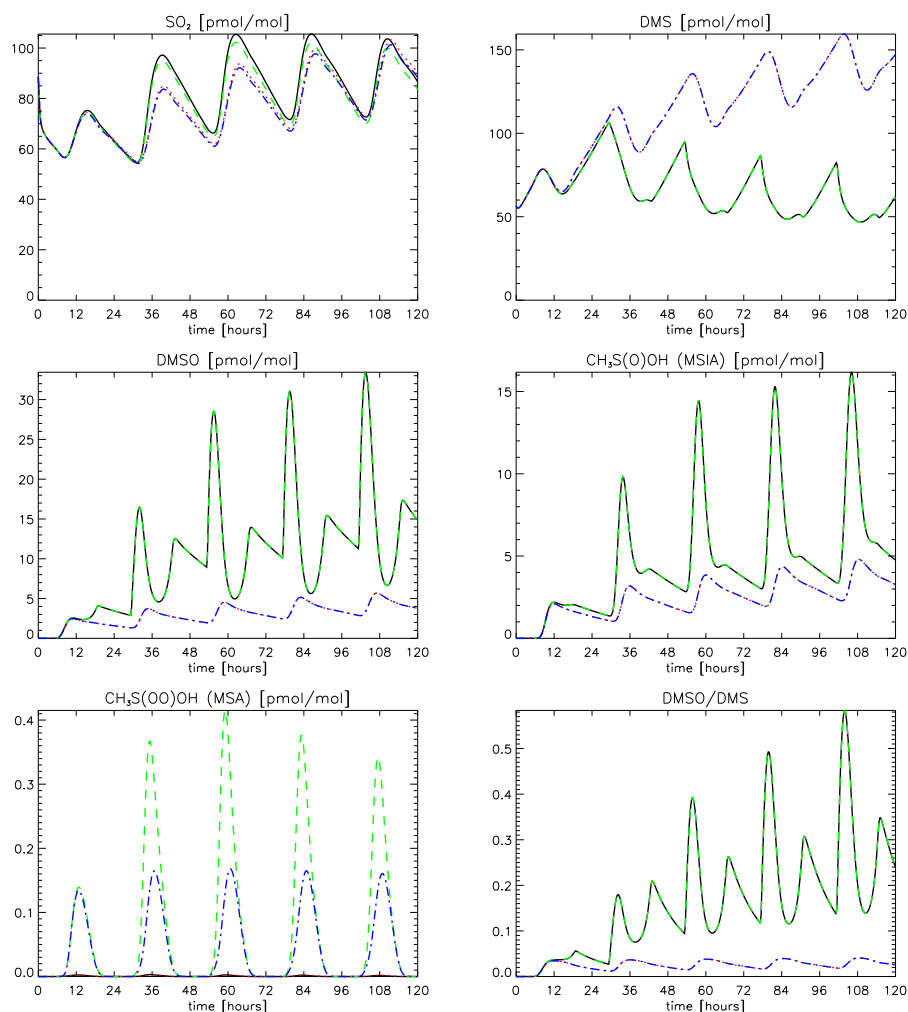 SO₂ [pmol/mol]
100
80
60
40
20
0
0 12 24 36 48 60 72 84 96 108 120
time [hours]
DMS [pmol/mol]
150
100
50
0
0 12 24 36 48 60 72 84 96 108 120
time [hours]
DMSO [pmol/mol]
30
25
20
15
10
5
0
0 12 24 36 48 60 72 84 96 108 120
time [hours]
CH₃S(O)OH (MSIA) [pmol/mol]
15
10
5
0
0 12 24 36 48 60 72 84 96 108 120
time [hours]
CH₃S(OO)OH (MSA) [pmol/mol]
0.4
0.3
0.2
0.1
0.0
0 12 24 36 48 60 72 84 96 108 120
time [hours]
DMSO/DMS
0.5
0.4
0.3
0.2
0.1
0.0
0 12 24 36 48 60 72 84 96 108 120
time [hours]